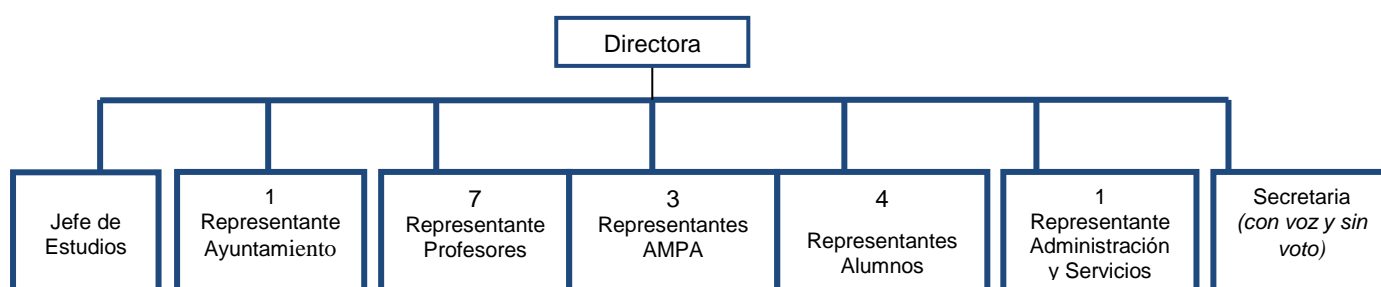 Directora
Jefe de
Estudios
1
Representante
Ayuntamiento
7
Representante
Profesores
3
Representantes
AMPA
4
Representantes
Alumnos
1
Representante
Administración
y Servicios
Secretaria
(con voz y sin
voto)